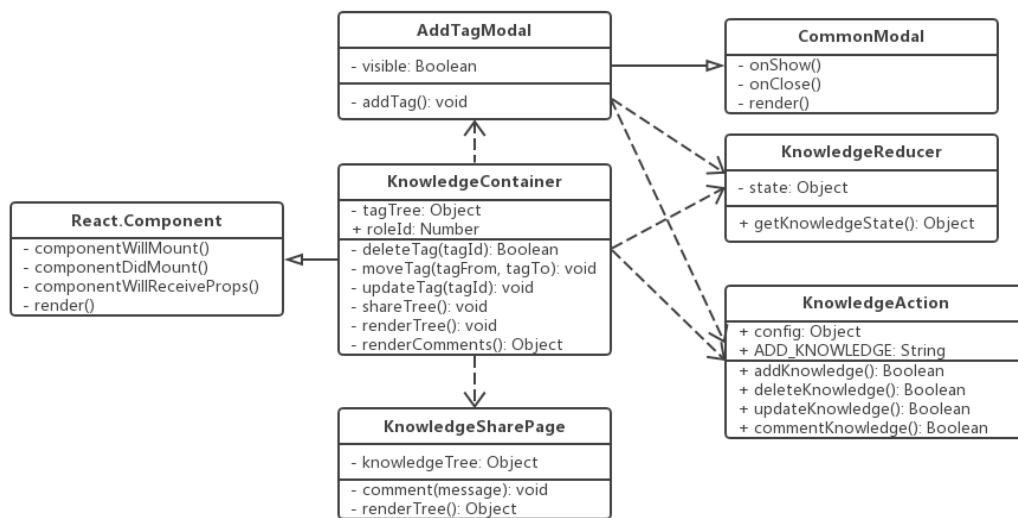 AddTagModal
- visible: Boolean
- addTag(): void
CommonModal
- onShow()
- onClose()
- render()
KnowledgeReducer
- state: Object
+ getKnowledgeState(): Object
KnowledgeContainer
- tagTree: Object
+ roleId: Number
- deleteTag(tagId): Boolean
- moveTag(tagFrom, tagTo): void
- updateTag(tagId): void
- shareTree(): void
- renderTree(): void
- renderComments(): Object
React.Component
- componentWillMount()
- componentDidMount()
- componentWillReceiveProps()
- render()
KnowledgeAction
+ config: Object
+ ADD_KNOWLEDGE: String
+ addKnowledge(): Boolean
+ deleteKnowledge(): Boolean
+ updateKnowledge(): Boolean
+ commentKnowledge(): Boolean
KnowledgeSharePage
- knowledgeTree: Object
- comment(message): void
- renderTree(): Object